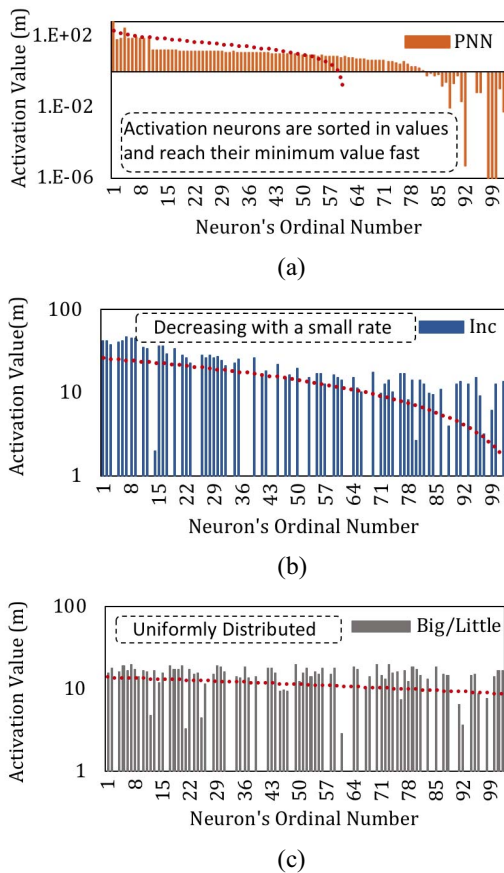 1.E+02
1.E-02
1.E-06
Activation Value (m)
PNN
Activation neurons are sorted in values
and reach their minimum value fast
1 8 15 22 29 36 43 50 57 64 71 78 85 92 99
Neuron's Ordinal Number
(a)
100
10
1
Activation Value(m)
Decreasing with a small rate
Inc
1 8 15 22 29 36 43 50 57 64 71 78 85 92 99
Neuron's Ordinal Number
(b)
100
10
1
Activation Value (m)
Uniformly Distributed
Big/Little
1 8 15 22 29 36 43 50 57 64 71 78 85 92 99
Neuron's Ordinal Number
(c)